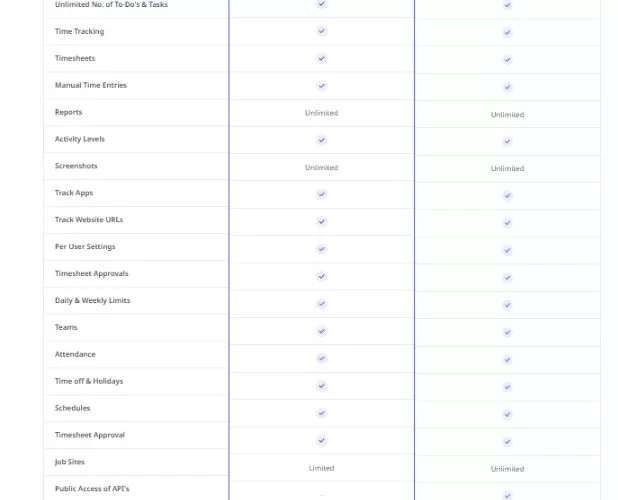 Unlimited No. of To-Do's & Tasks
Time Tracking
Timesheets
Manual Time Entries
Reports Unlimited Unlimited
Activity Levels
Screenshots Unlimited Unlimited
Track Apps
Track Website URLs
Per User Settings
Timesheet Approvals
Daily & Weekly Limits
Teams
Attendance
Time off & Holidays
Schedules
Timesheet Approval
Job Sites Limited Unlimited
Public Access of API's -